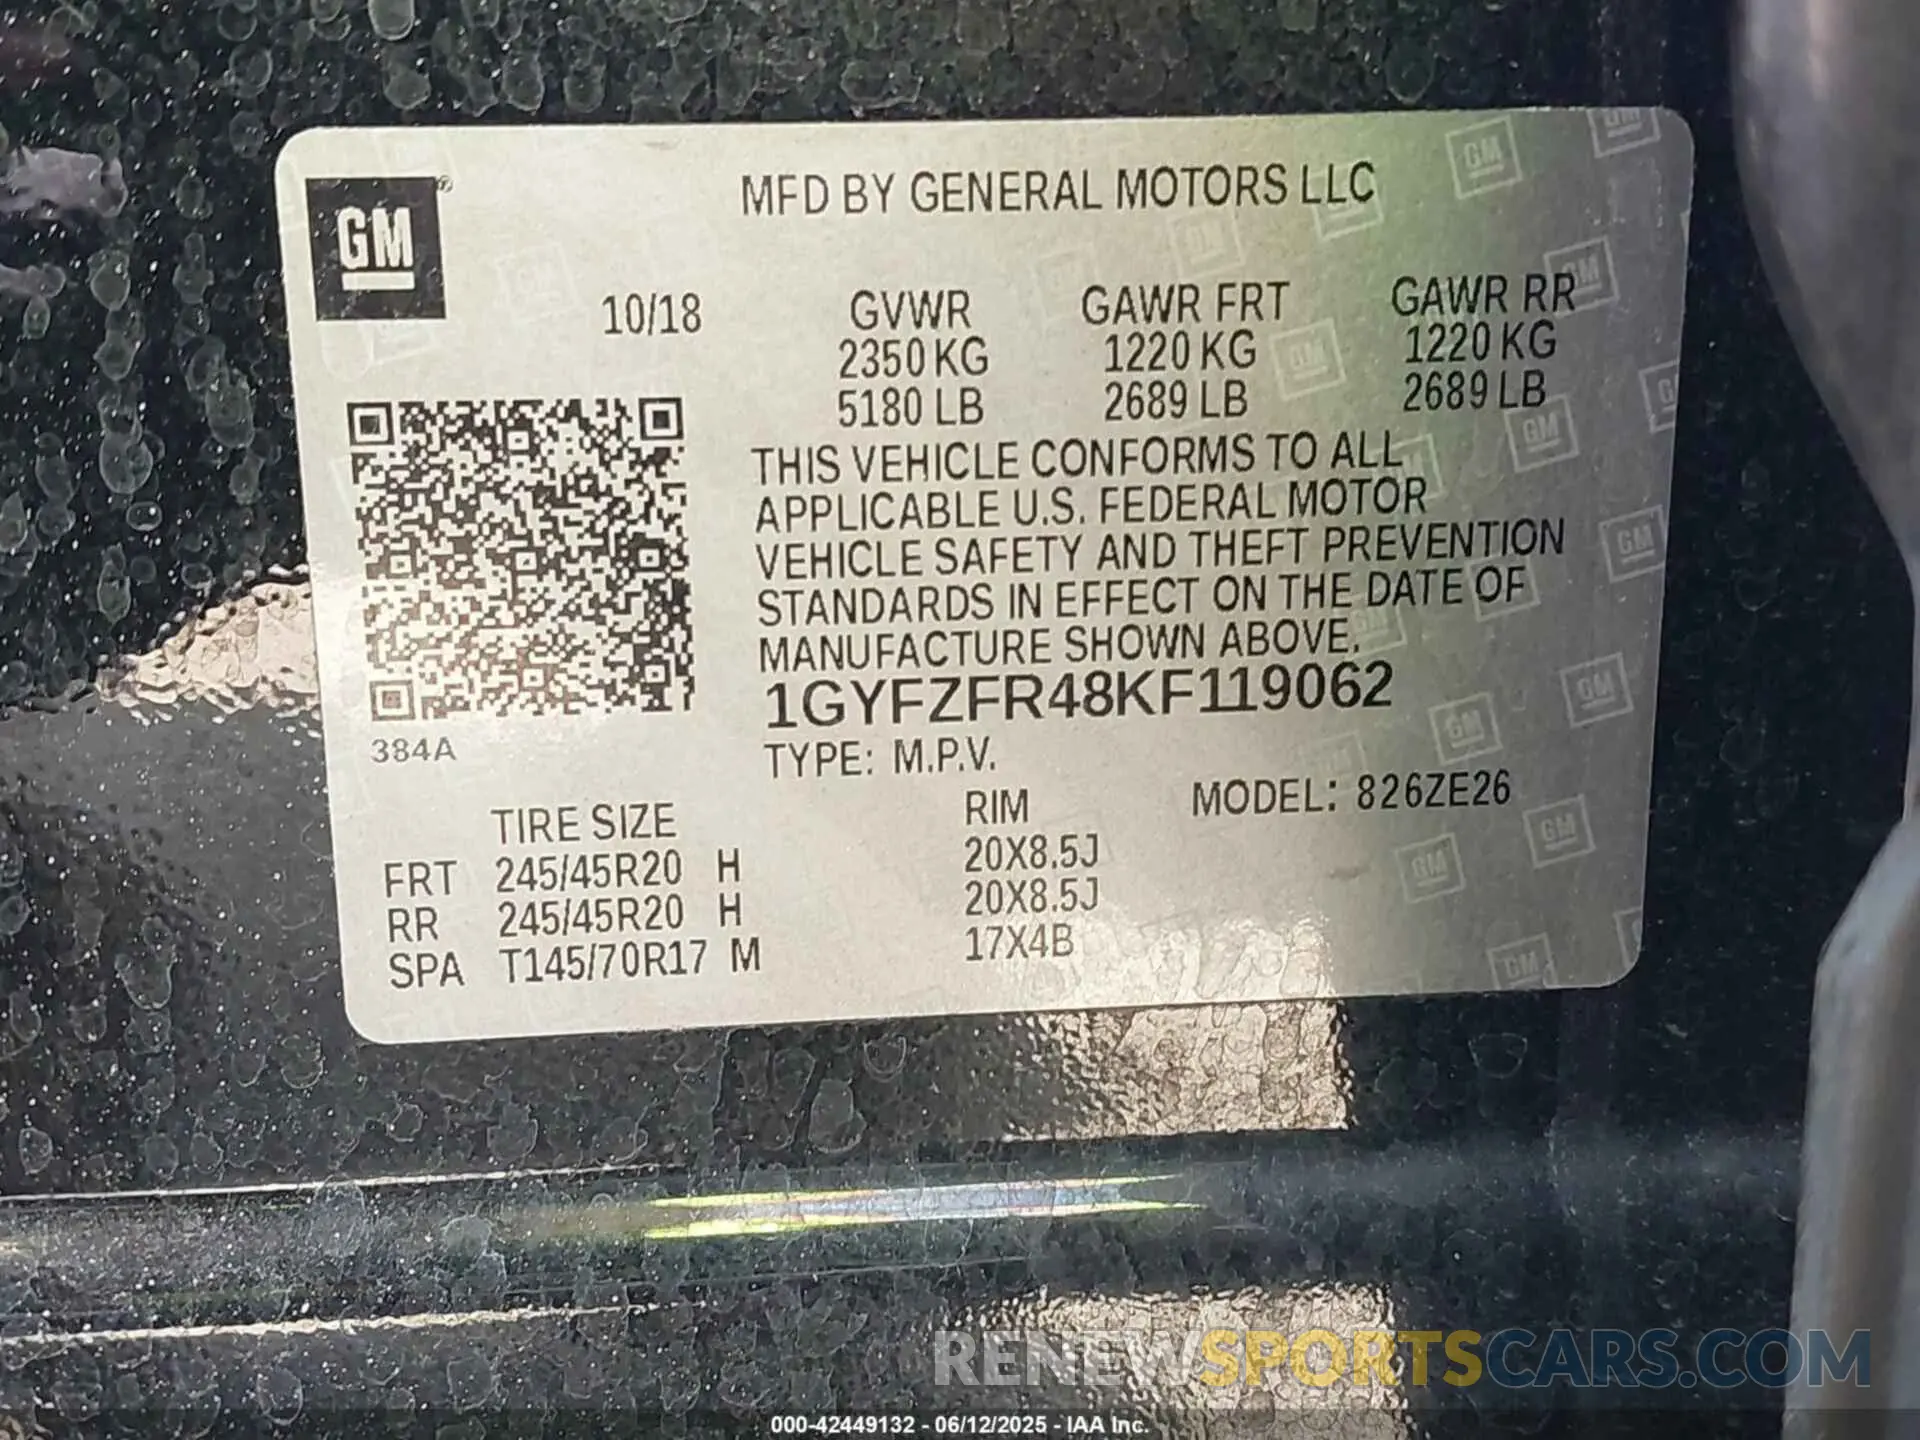 GM ®
MFD BY GENERAL MOTORS LLC
10/18 GVWR GAWR FRT GAWR RR
2350 KG 1220 KG 1220 KG
5180 LB 2689 LB 2689 LB
THIS VEHICLE CONFORMS TO ALL
APPLICABLE U.S. FEDERAL MOTOR
VEHICLE SAFETY AND THEFT PREVENTION
STANDARDS IN EFFECT ON THE DATE OF
MANUFACTURE SHOWN ABOVE.
1GYFZFR48KF119062
384A
TYPE: M.P.V.
MODEL: 826ZE26
TIRE SIZE RIM
FRT 245/45R20 H 20X8.5J
RR 245/45R20 H 20X8.5J
SPA T145/70R17 M 17X4B
RENEWSPORTSCARS.COM
000-42449132 - 06/12/2025 - IAA Inc.